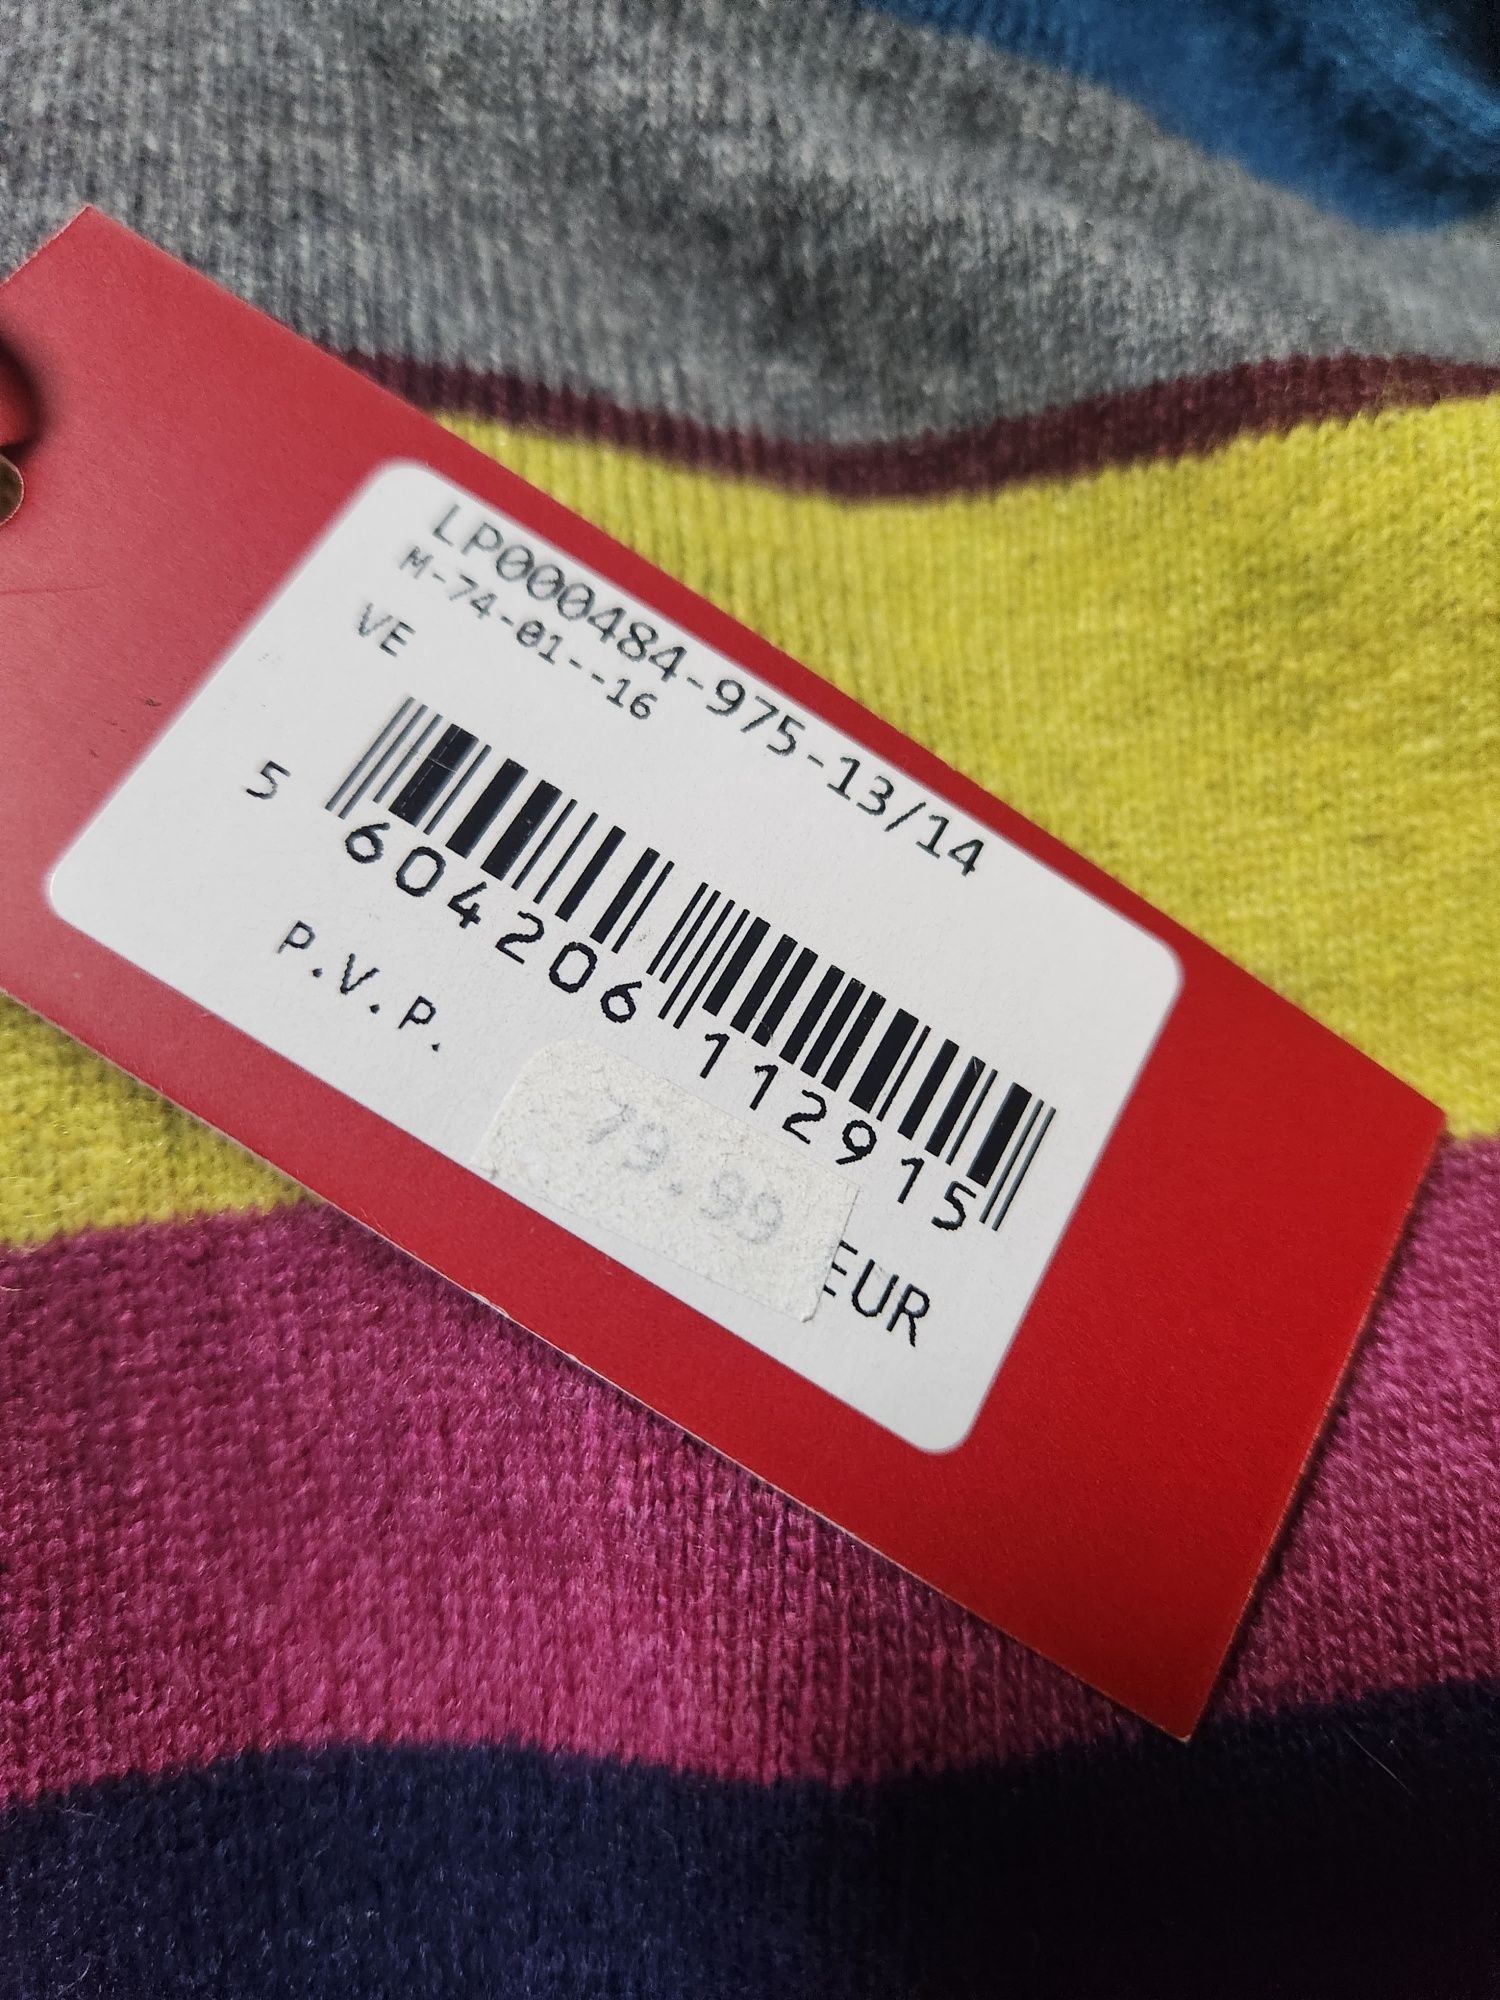 LP000484-975-13/14
M-74-01--16
VE
5 604206 112915
P.V.P. 79.99 EUR